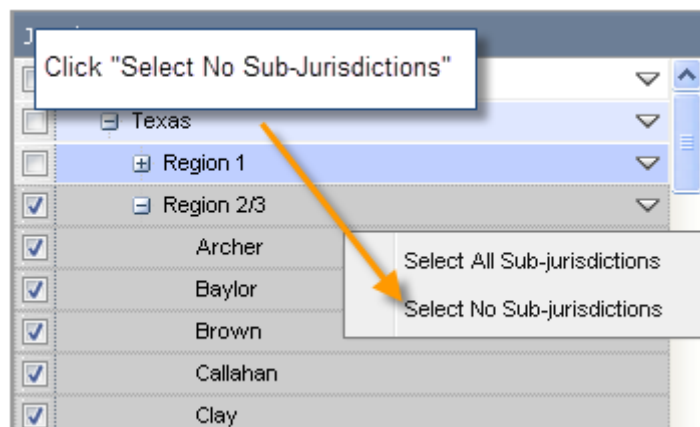 Click "Select No Sub-Jurisdictions"
Texas
Region 1
Region 2/3
Archer
Select All Sub-jurisdictions
Baylor
Select No Sub-jurisdictions
Brown
Callahan
Clay